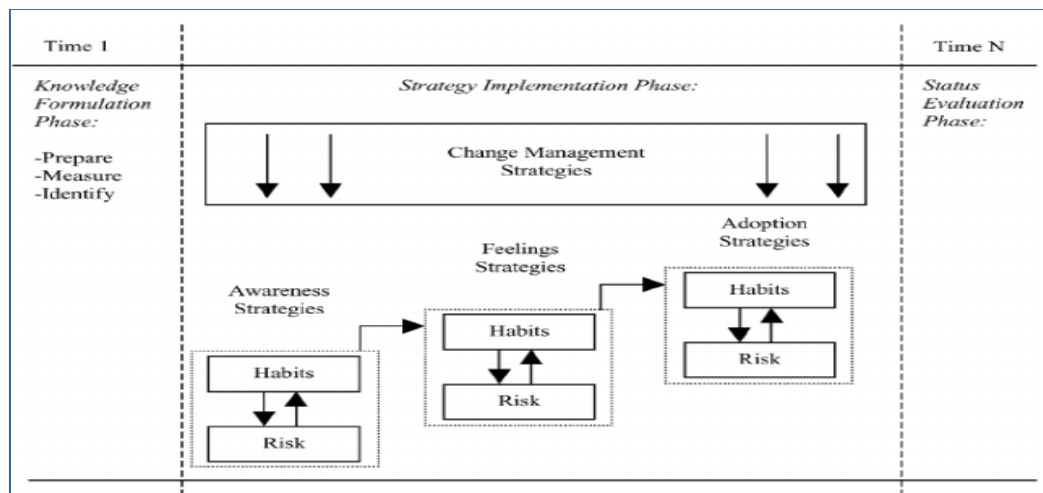 Time 1
Time N
Knowledge
Formulation
Phase:
-Prepare
-Measure
-Identify
Strategy Implementation Phase:
Change Management
Strategies
Awareness
Strategies
Habits
Risk
Feelings
Strategies
Habits
Risk
Adoption
Strategies
Habits
Risk
Status
Evaluation
Phase: